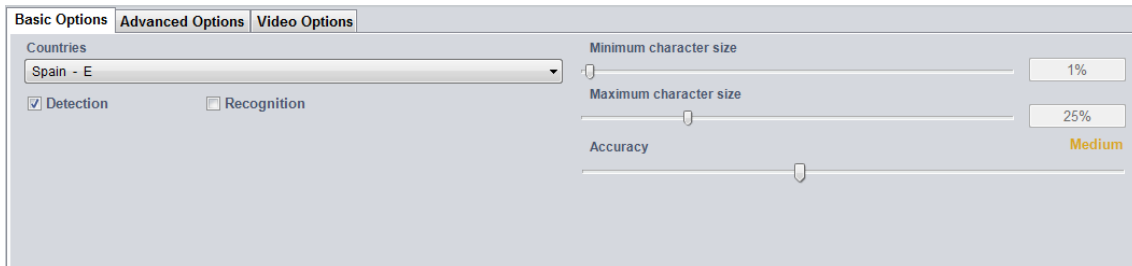 Basic Options Advanced Options Video Options
Countries
Spain - E
Detection Recognition
Minimum character size
1%
Maximum character size
25%
Accuracy Medium